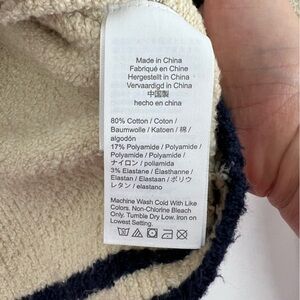 Made in China
Fabriqué en Chine
Hergestellt in China
Vervaardigd in China
中国製
hecho en china
80% Cotton / Coton /
Baumwolle / Katoen / 棉 /
algodón
17% Polyamide / Polyamide /
Polyamide / Polyamide /
ナイロン / poliamida
3% Elastane / Élasthanne /
Elastan / Elastaan / ポリウ
レタン / elastano
Machine Wash Cold With Like
Colors. Non-Chlorine Bleach
Only. Tumble Dry Low. Iron on
Lowest Setting.